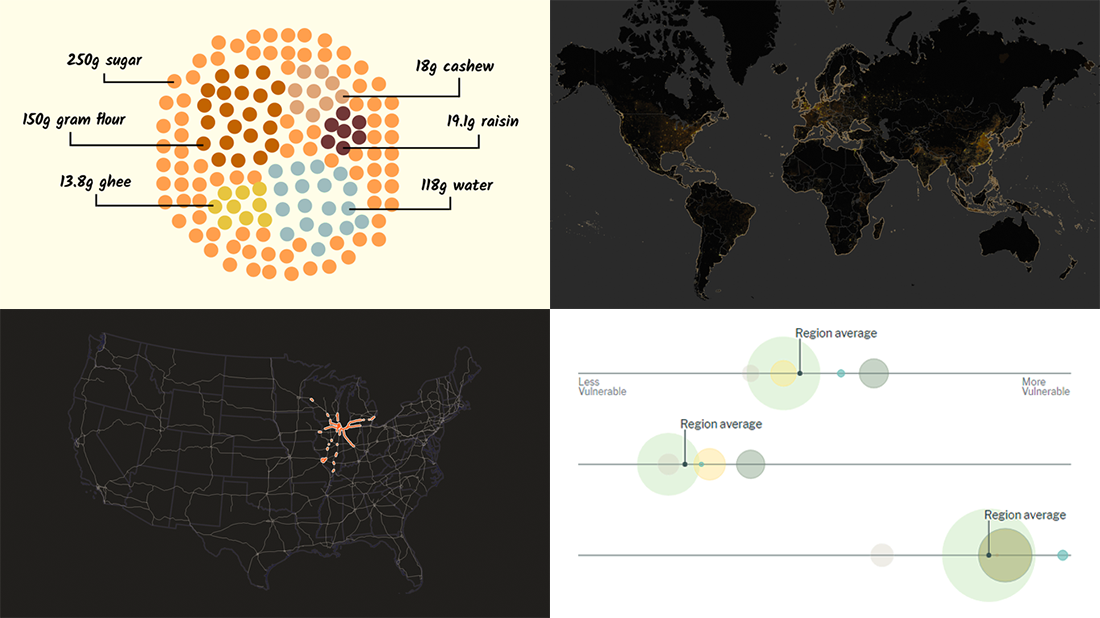 250g sugar
18g cashew
150g gram flour
19.1g raisin
13.8g ghee
118g water
Region average
Less
Vulnerable
More
Vulnerable
Region average
Region average